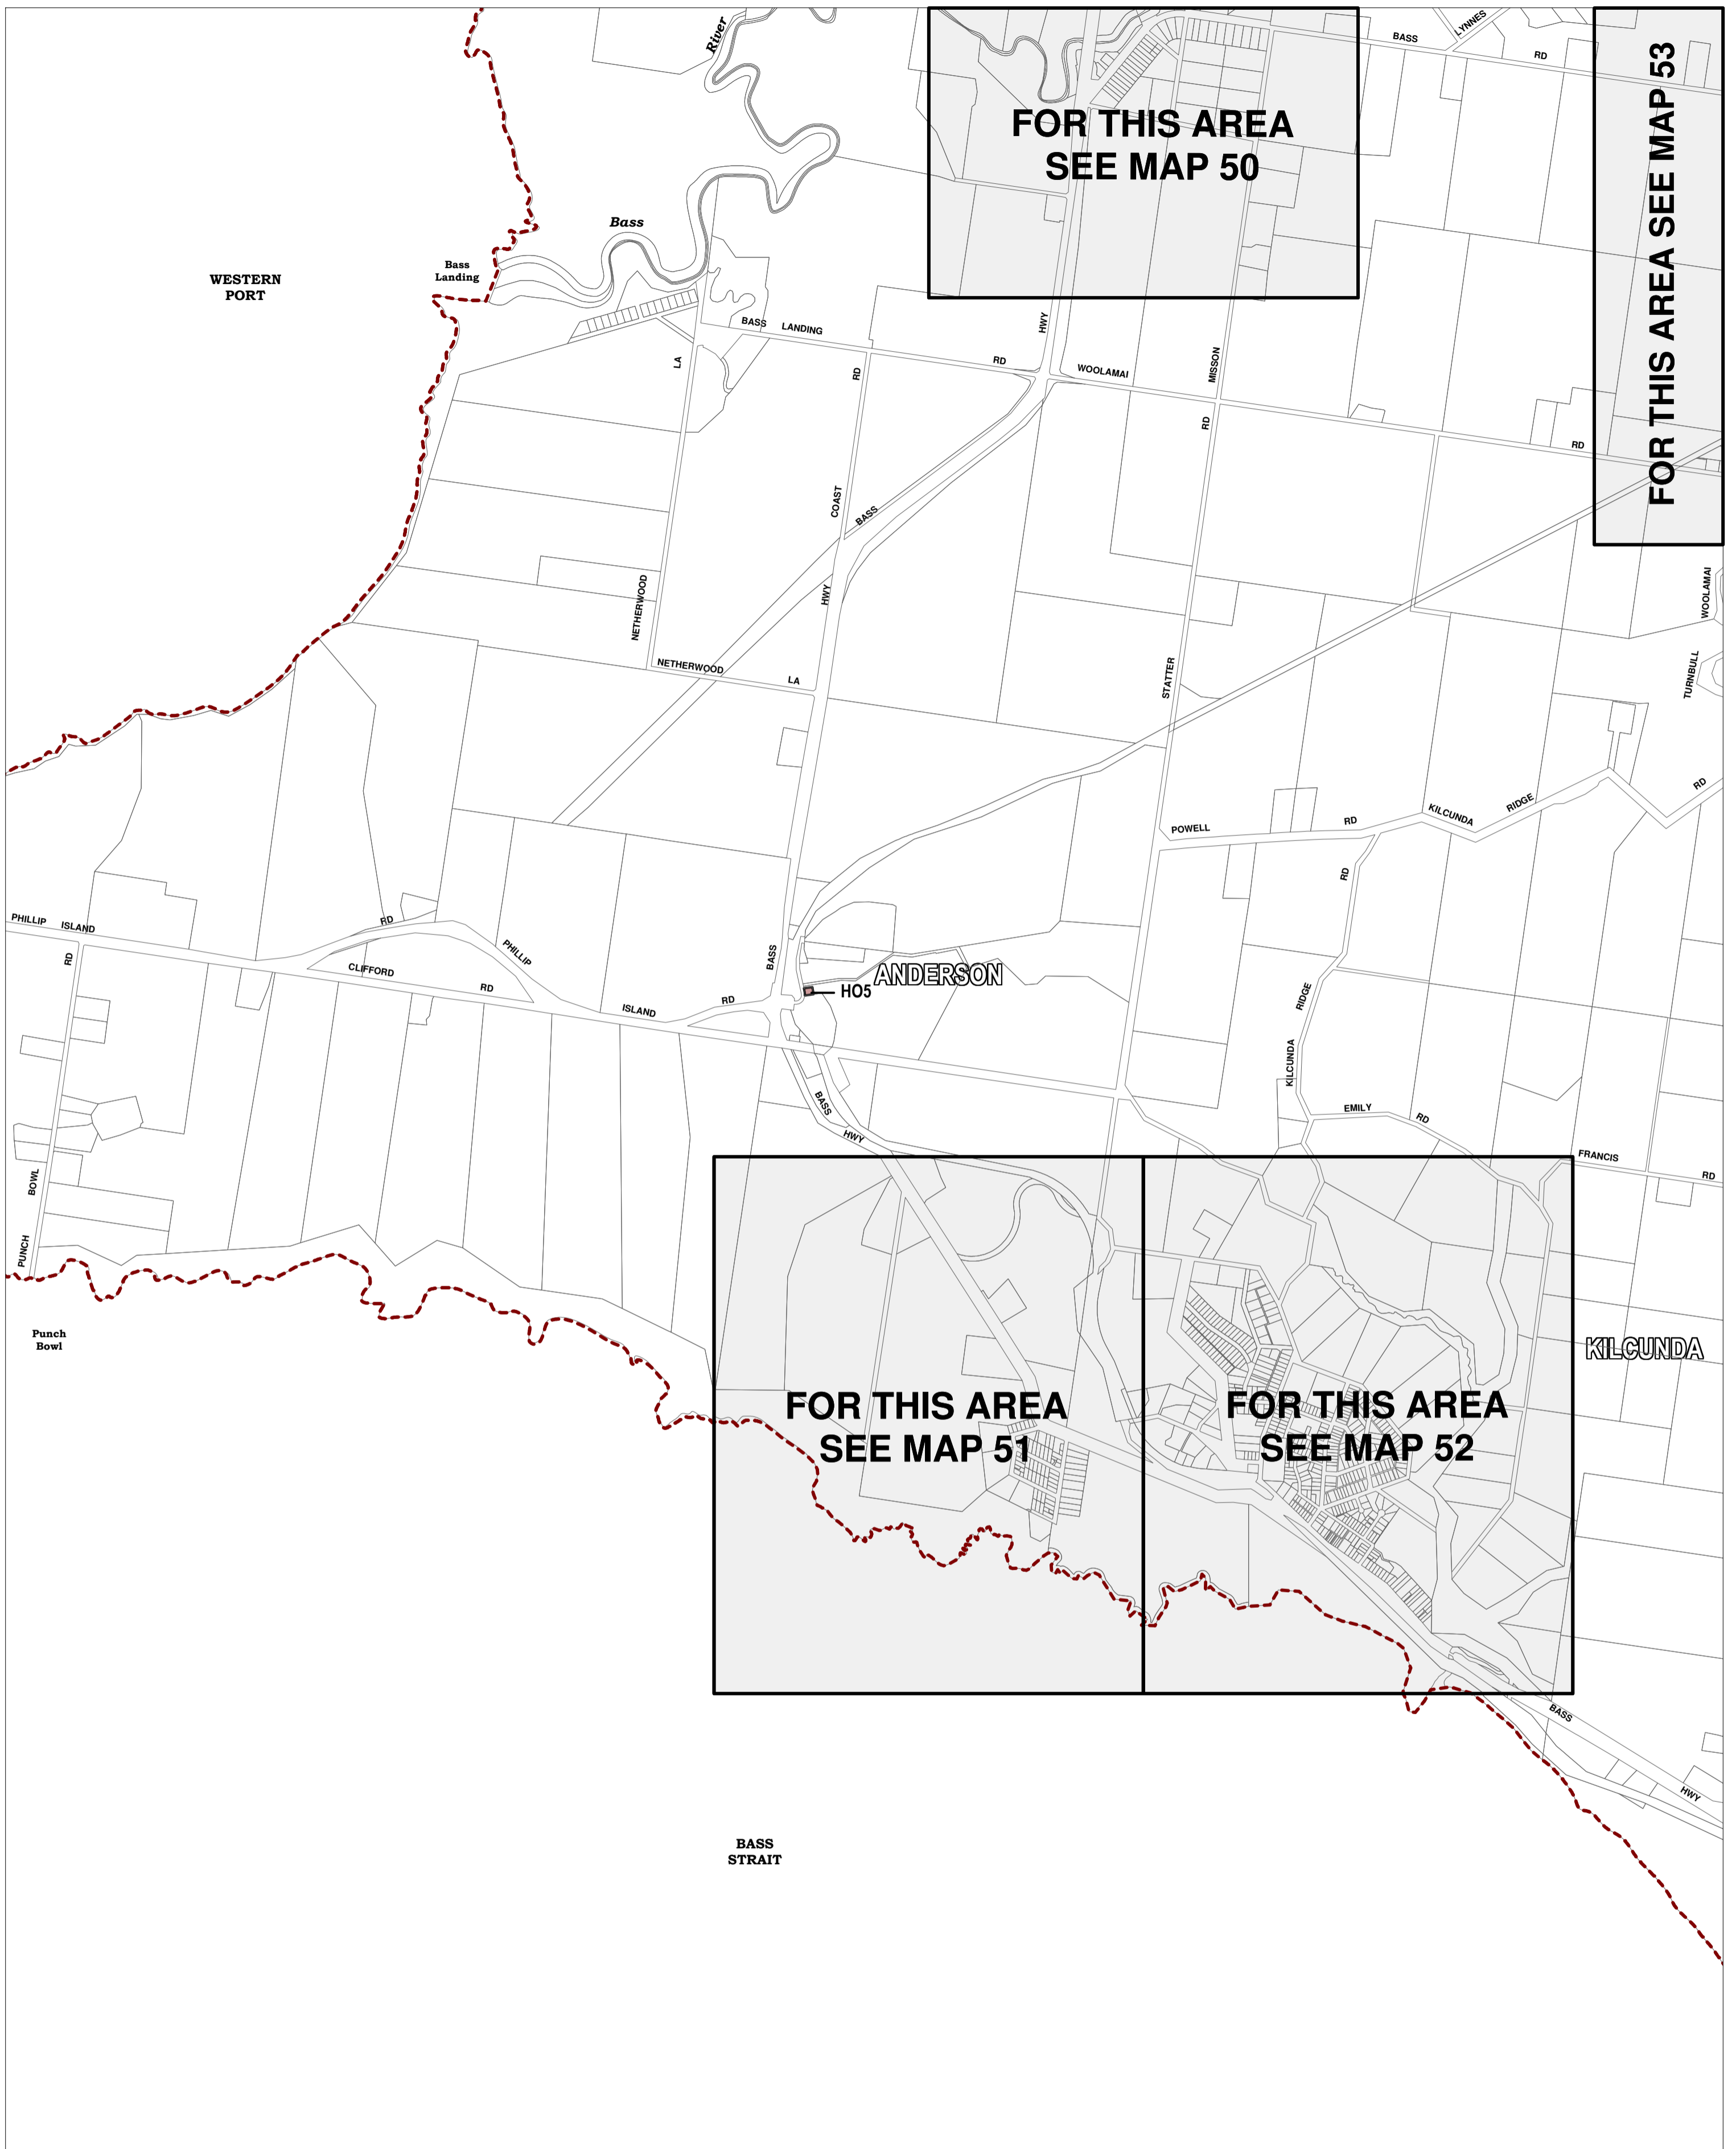 River
BASS
LYNNES
RD
FOR THIS AREA
SEE MAP 50
FOR THIS AREA SEE MAP 53
Bass
Bass
Landing
WESTERN
PORT
BASS LANDING
RD
HWY
WOOLAMAI
MISSON
RD
RD
LA
RD
COAST
BASS
HWY
NETHERWOOD
NETHERWOOD
LA
STATTER
WOOLAMAI
TURNBULL
RD
POWELL
RD
KILCUNDA
RIDGE
RD
PHILLIP ISLAND
RD
PHILLIP
CLIFFORD
RD
RD
ISLAND
RD
BASS
ANDERSON
HO5
RIDGE
KILCUNDA
BASS
HWY
EMILY
RD
FRANCIS
RD
BOWL
PUNCH
Punch
Bowl
KILCUNDA
FOR THIS AREA
SEE MAP 51
FOR THIS AREA
SEE MAP 52
BASS
HWY
BASS
STRAIT